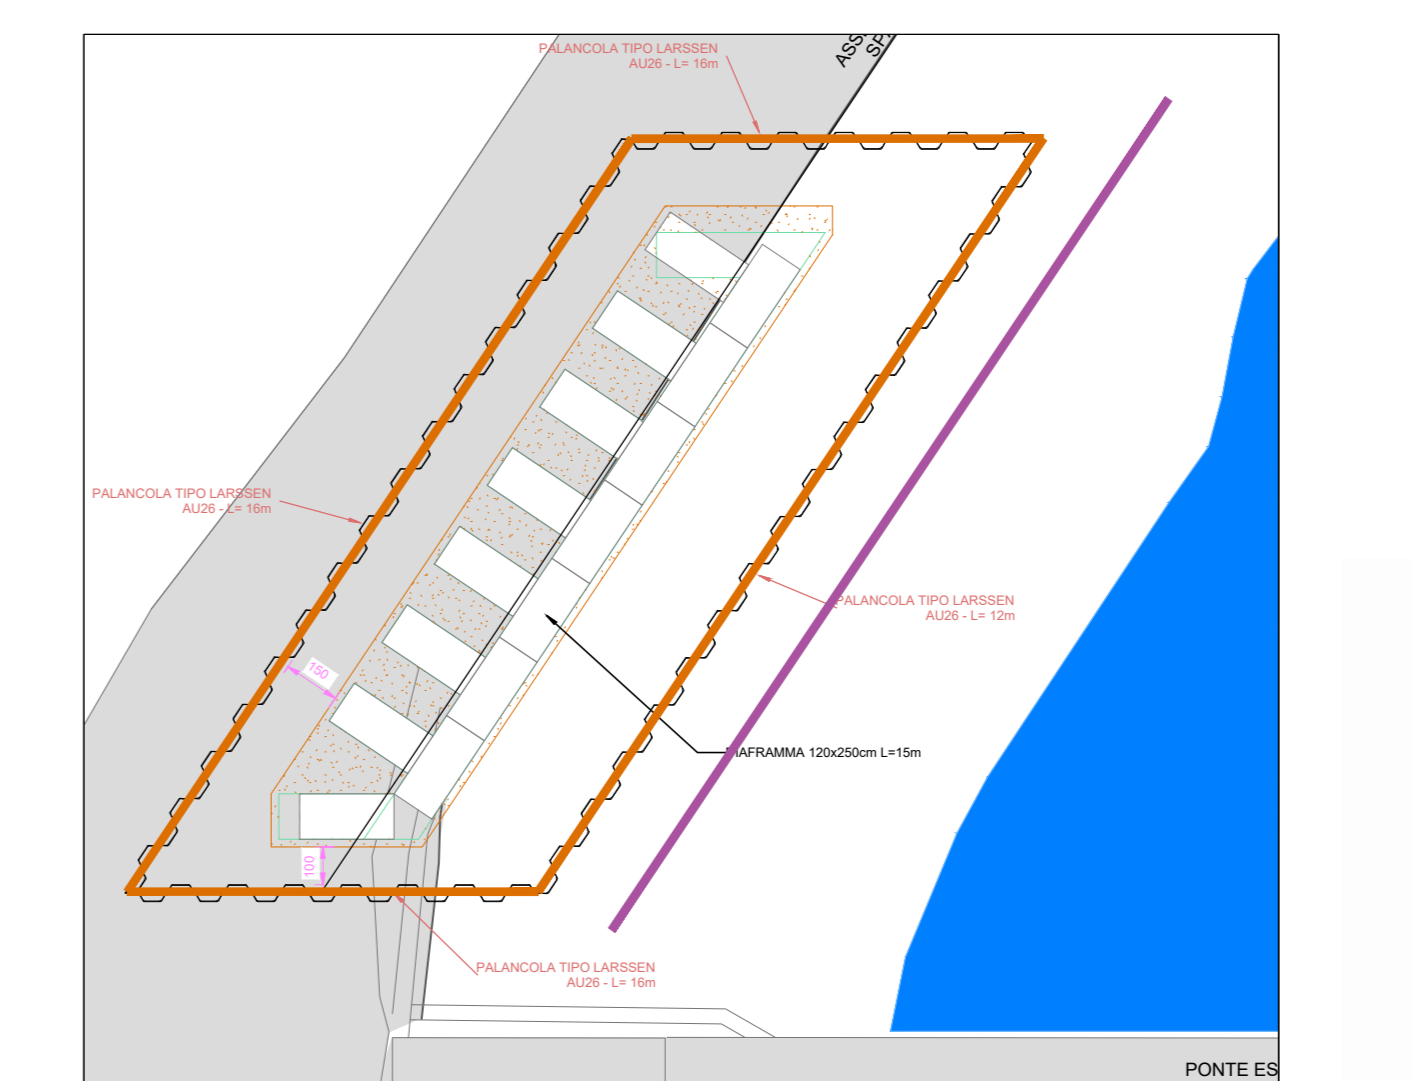 PALANCOLA TIPO LARSSEN
AU26 - L= 16m
PALANCOLA TIPO LARSSEN
AU26 - L= 16m
PALANCOLA TIPO LARSSEN
AU26 - L= 12m
150
IAFRAMMA 120x250cm L=15m
100
PALANCOLA TIPO LARSSEN
AU26 - L= 16m
PONTE ES